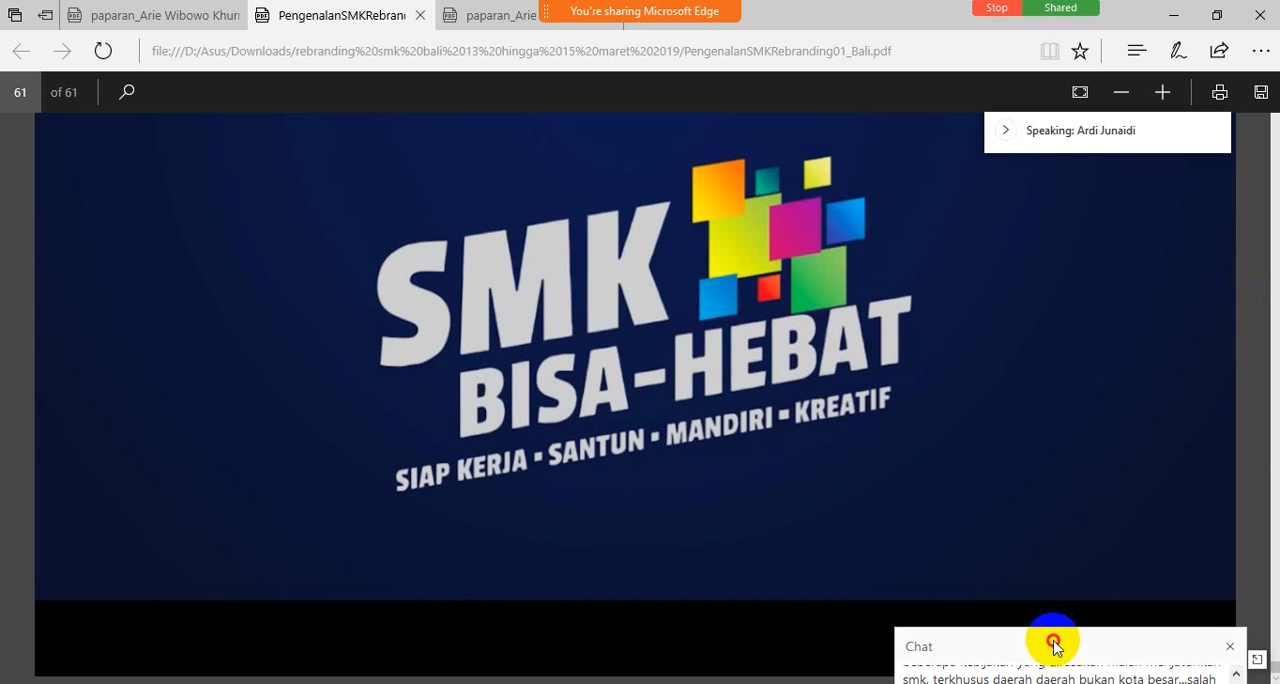 paparan_Arie Wibowo Khuri
PengenalanSMKRebran
paparan_Arie
You're sharing Microsoft Edge
Stop
Shared
file:///D:/Asus/Downloads/rebranding%20smk%20bali%2013%20hingga%2015%20maret%202019/PengenalanSMKRebranding01_Bali.pdf
61 of 61
Speaking: Ardi Junaidi
SMK
BISA-HEBAT
SIAP KERJA ▪ SANTUN ▪ MANDIRI ▪ KREATIF
Chat
smk, terkhusus daerah daerah bukan kota besar...salah